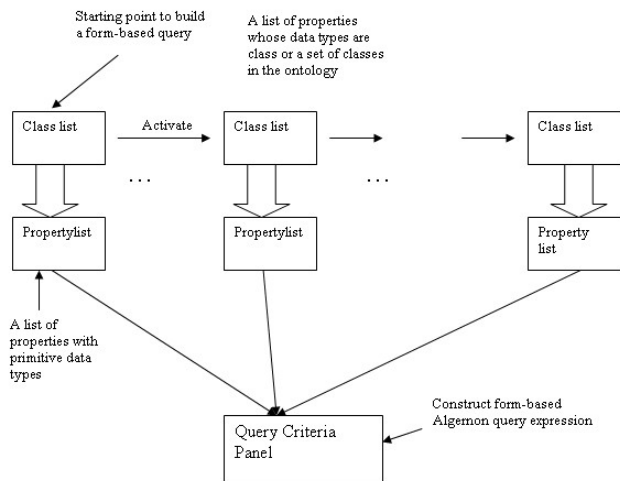 Starting point to build
a form-based query
A list of properties
whose data types are
class or a set of classes
in the ontology
Class list
Activate
Class list
Class list
...
...
Propertylist
Propertylist
Property
list
A list of
properties with
primitive data
types
Query Criteria
Panel
Construct form-based
Algernon query expression